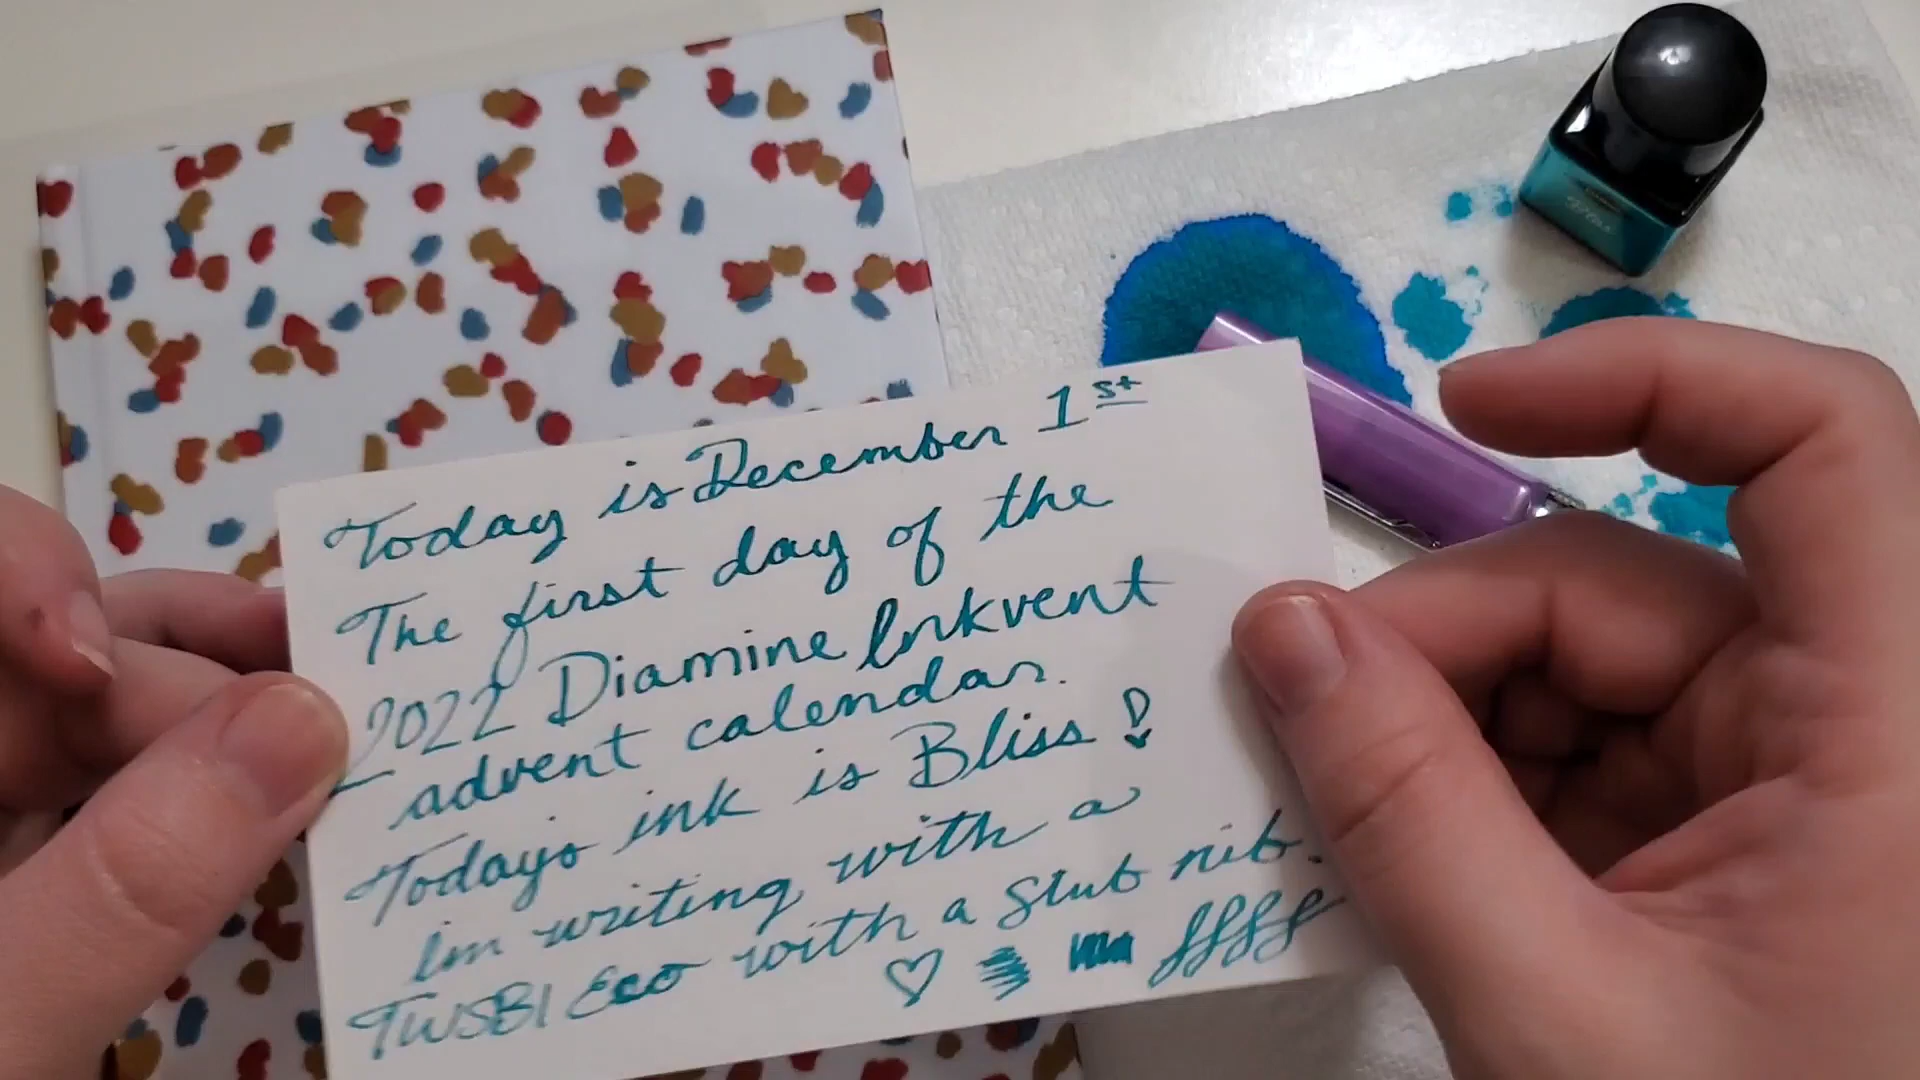 Today is December 1st
The first day of the
2022 Diamine Inkvent
advent calendar.
Todays ink is Bliss!
Im writing with a
TWSBI Eco with a Stub nib.
Bliss